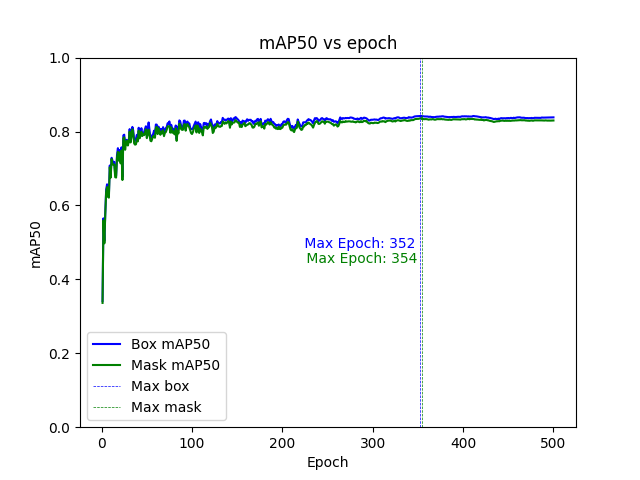 mAP50 vs epoch
1.0
0.8
0.6
0.4
0.2
0.0
mAP50
Max Epoch: 352
Max Epoch: 354
Box mAP50
Mask mAP50
Max box
Max mask
0 100 200 300 400 500
Epoch